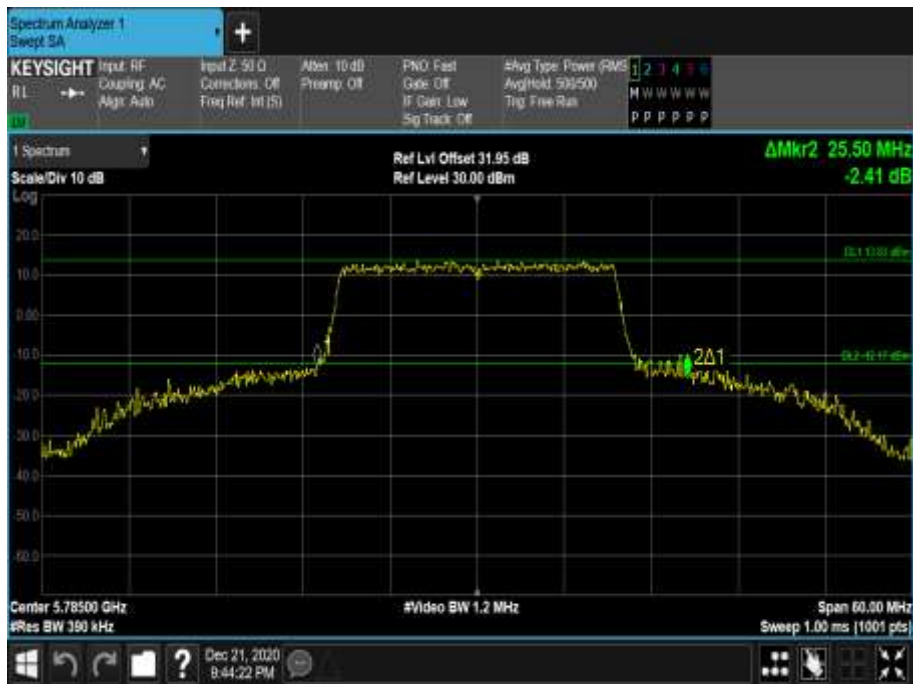 Spectrum Analyzer 1
Swept SA
+
KEYSIGHT Input: RF
RL
Coupling: AC
Align: Auto
Input Z: 50 Ω
Corrections: Off
Freq Ref: Int (S)
Atten: 10 dB
Preamp: Off
PNO: Fast
Gate: Off
IF Gain: Low
Sig Track: Off
#Avg Type: Power (RMS
Avg|Hold: 500/500
Trig: Free Run
1 2 3 4 5 6
M W W W W W
P P P P P P
1 Spectrum
Scale/Div 10 dB
Ref Lvl Offset 31.95 dB
Ref Level 30.00 dBm
ΔMkr2 25.50 MHz
-2.41 dB
Log
20.0
10.0
0.00
-10.0
-20.0
-30.0
-40.0
-50.0
-60.0
2Δ1
Center 5.78500 GHz
#Res BW 390 kHz
#Video BW 1.2 MHz
Span 60.00 MHz
Sweep 1.00 ms (1001 pts)
?
Dec 21, 2020
8:44:22 PM